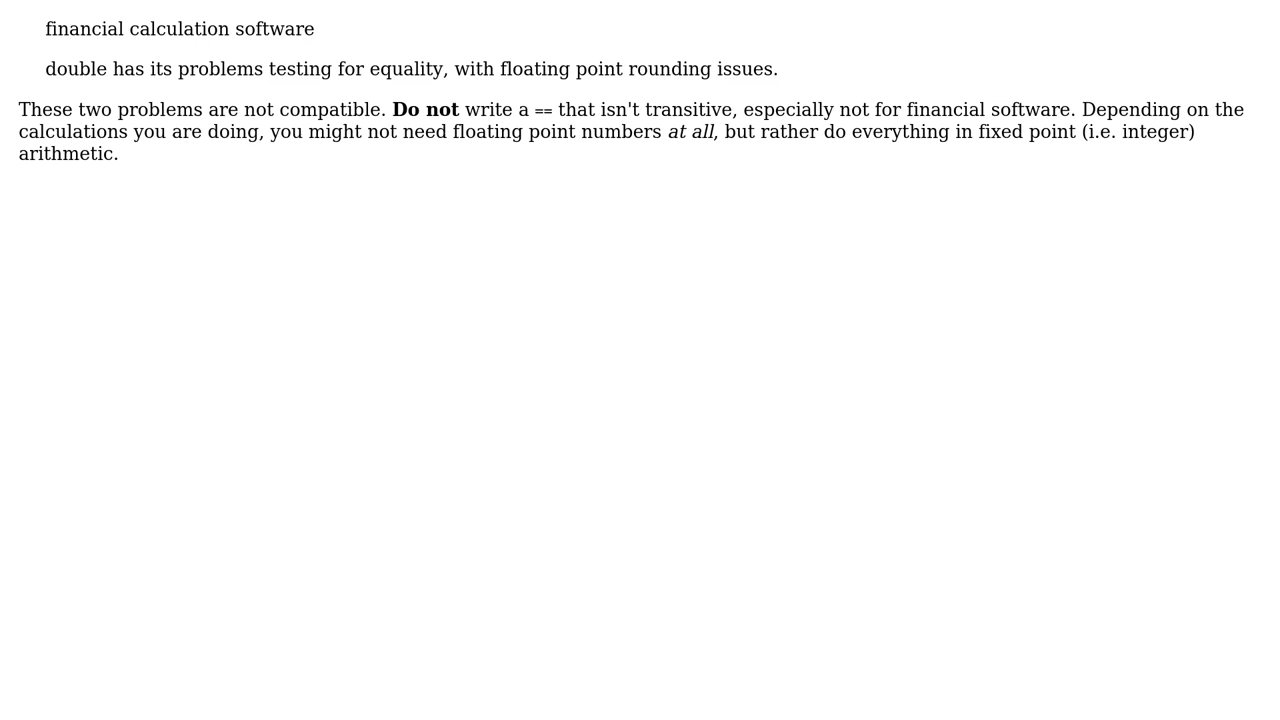 financial calculation software
double has its problems testing for equality, with floating point rounding issues.
These two problems are not compatible. Do not write a == that isn't transitive, especially not for financial software. Depending on the
calculations you are doing, you might not need floating point numbers at all, but rather do everything in fixed point (i.e. integer)
arithmetic.